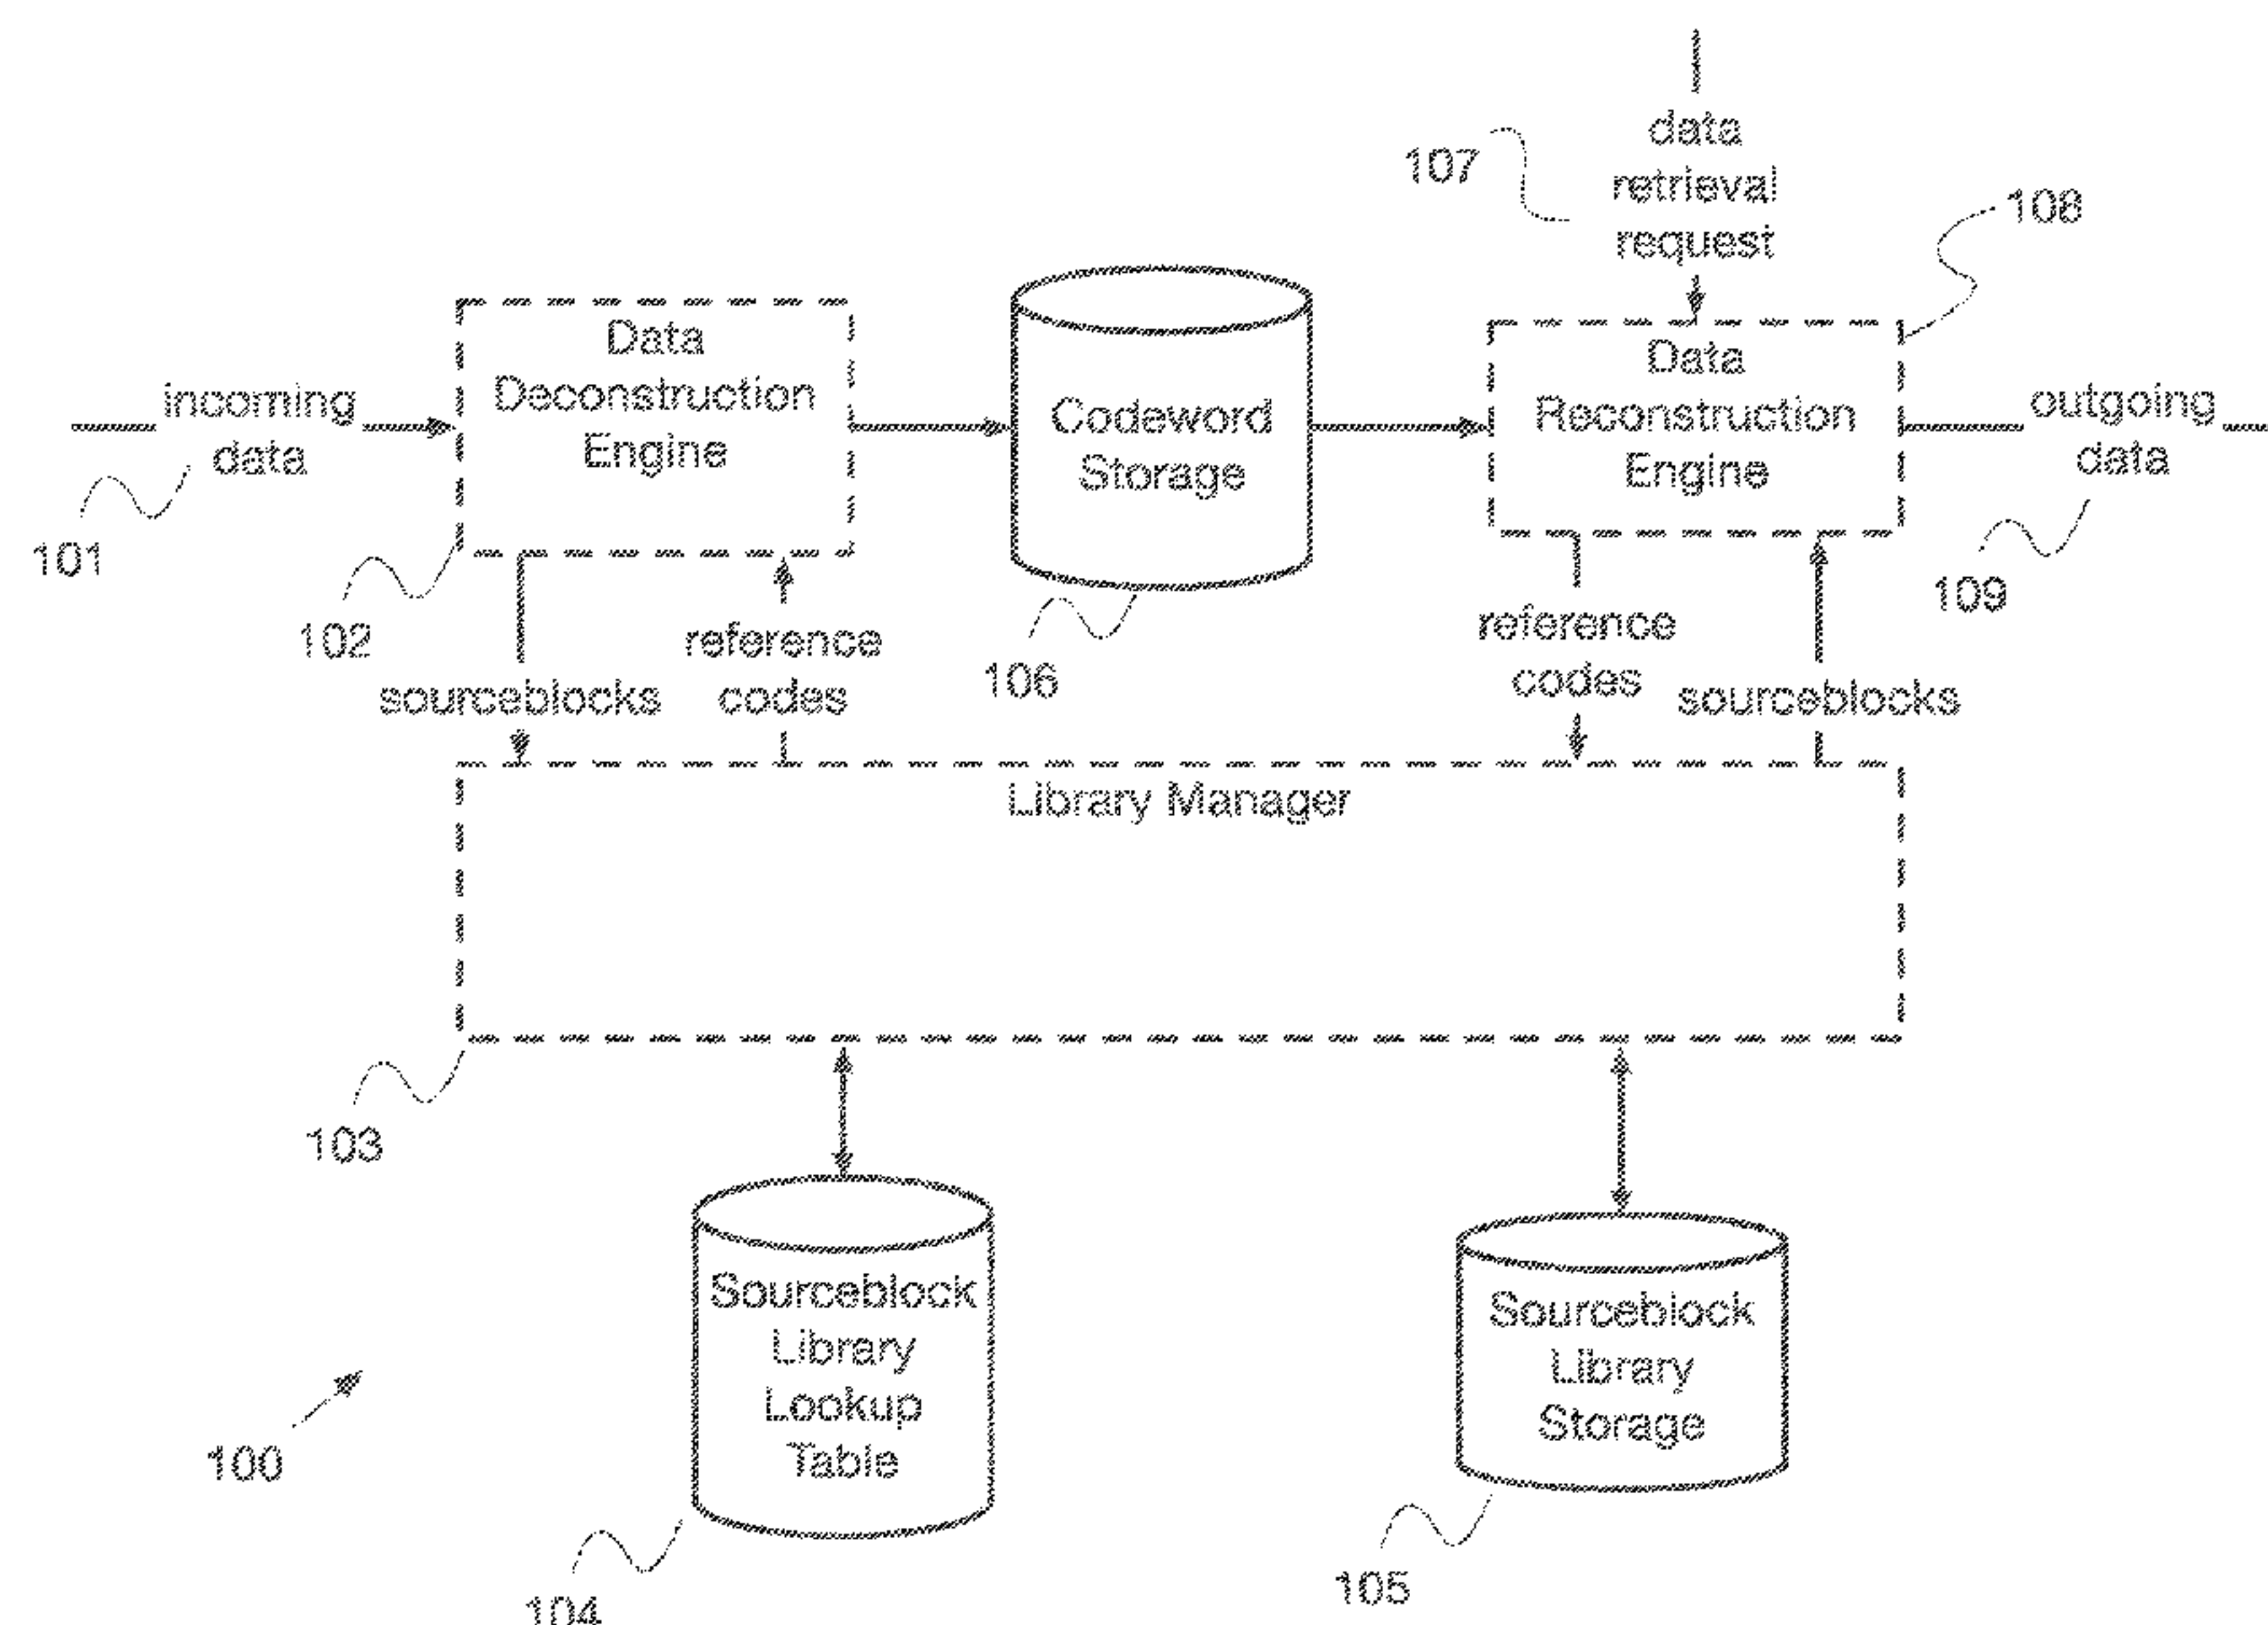 data
retrieval
request
107
108
Data
Deconstruction
Engine
incoming
data
101
102
Codeword
Storage
106
Data
Reconstruction
Engine
outgoing
data
109
sourceblocks
reference
codes
reference
codes
sourceblocks
Library Manager
103
Sourceblock
Library
Lookup
Table
104
Sourceblock
Library
Storage
105
100